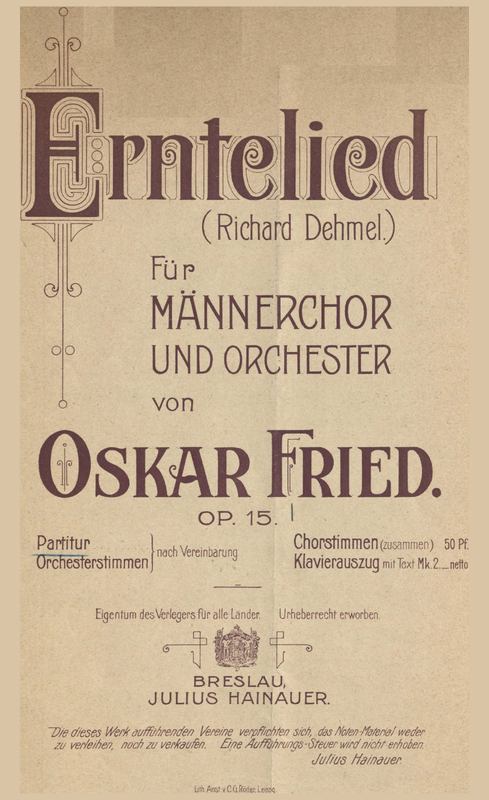 Erntelied
(Richard Dehmel.)
Für
MÄNNERCHOR
UND ORCHESTER
von
OSKAR FRIED.
OP. 15.
Partitur
Orchesterstimmen } nach Vereinbarung
Chorstimmen (zusammen) 50 Pf.
Klavierauszug mit Text Mk. 2._ netto
Eigentum des Verlegers für alle Länder. Urheberrecht erworben.
BRESLAU,
JULIUS HAINAUER.
Die dieses Werk aufführenden Vereine verpflichten sich, das Noten-Material weder
zu verleihen, noch zu verkaufen. Eine Aufführungs-Steuer wird nicht erhoben.
Julius Hainauer.
Lith. Anst. v. C.G. Röder, Leipzig.